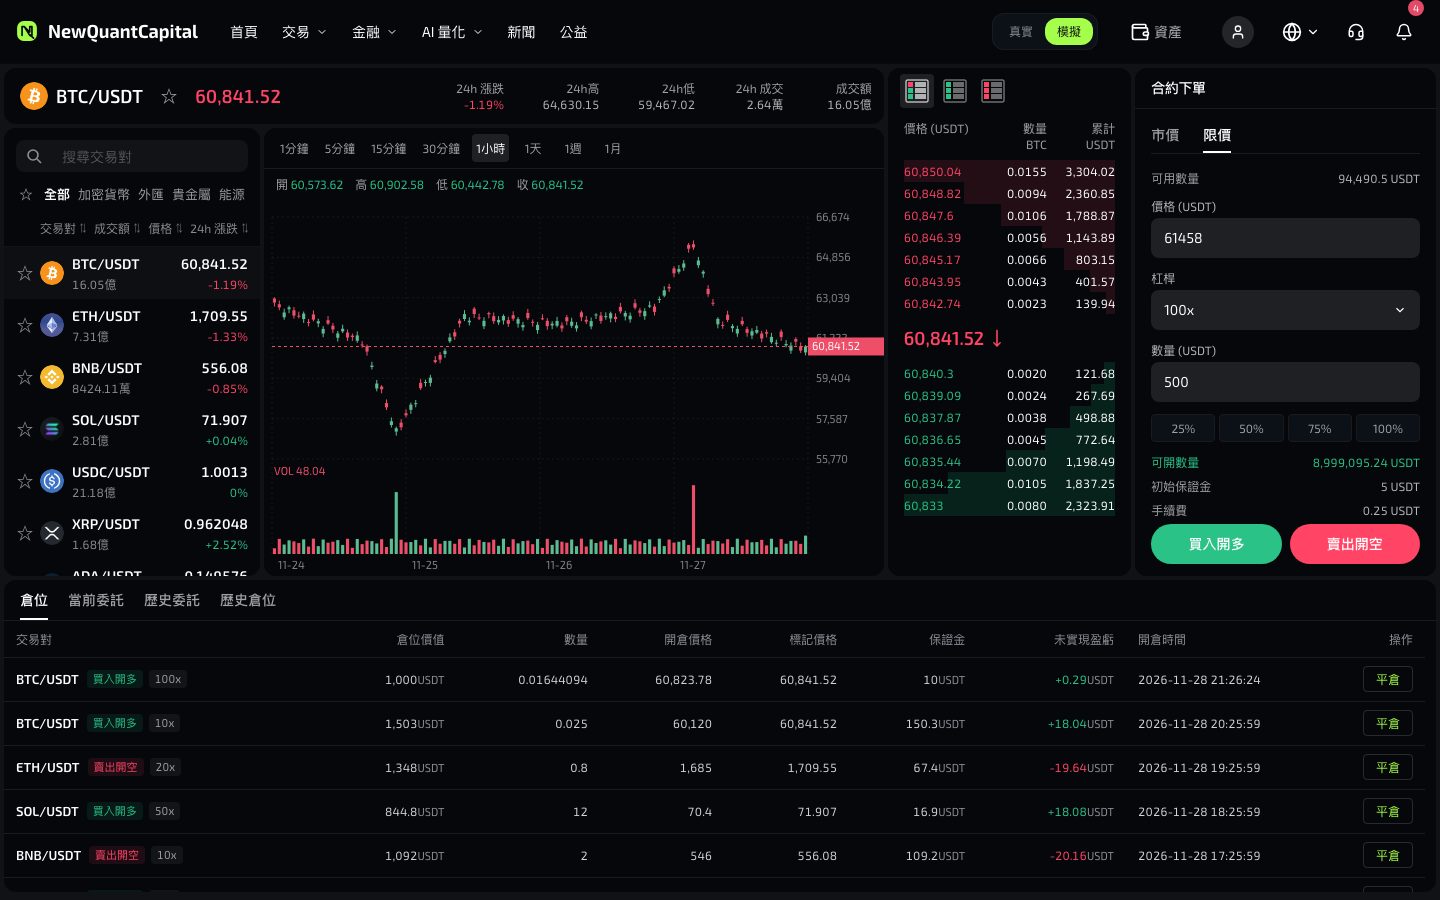 NewQuantCapital 首頁 交易 金融 AI 量化 新聞 公益 真實 模擬 資產 4
BTC/USDT 60,841.52
24h 漲跌 24h高 24h低 24h 成交 成交額
-1.19% 64,630.15 59,467.02 2.64萬 16.05億
搜尋交易對
全部 加密貨幣 外匯 貴金屬 能源
交易對 成交額 價格 24h 漲跌
BTC/USDT 60,841.52
16.05億 -1.19%
ETH/USDT 1,709.55
7.31億 -1.33%
BNB/USDT 556.08
8424.11萬 -0.85%
SOL/USDT 71.907
2.81億 +0.04%
USDC/USDT 1.0013
21.18億 0%
XRP/USDT 0.962048
1.68億 +2.52%
ADA/USDT 0.149576
1分鐘 5分鐘 15分鐘 30分鐘 1小時 1天 1週 1月
開 60,573.62 高 60,902.58 低 60,442.78 收 60,841.52
66,674
64,856
63,039
60,841.52
59,404
57,587
55,770
VOL 48.04
11-24 11-25 11-26 11-27
價格 (USDT) 數量 累計
BTC USDT
60,850.04 0.0155 3,304.02
60,848.82 0.0094 2,360.85
60,847.6 0.0106 1,788.87
60,846.39 0.0056 1,143.89
60,845.17 0.0066 803.15
60,843.95 0.0043 401.57
60,842.74 0.0023 139.94
60,841.52 ↓
60,840.3 0.0020 121.68
60,839.09 0.0024 267.69
60,837.87 0.0038 498.88
60,836.65 0.0045 772.64
60,835.44 0.0070 1,198.49
60,834.22 0.0105 1,837.25
60,833 0.0080 2,323.91
合約下單
市價 限價
可用數量 94,490.5 USDT
價格 (USDT)
61458
杠桿
100x
數量 (USDT)
500
25% 50% 75% 100%
可開數量 8,999,095.24 USDT
初始保證金 5 USDT
手續費 0.25 USDT
買入開多 賣出開空
倉位 當前委託 歷史委託 歷史倉位
交易對 倉位價值 數量 開倉價格 標記價格 保證金 未實現盈虧 開倉時間 操作
BTC/USDT 買入開多 100x 1,000USDT 0.01644094 60,823.78 60,841.52 10USDT +0.29USDT 2026-11-28 21:26:24 平倉
BTC/USDT 買入開多 10x 1,503USDT 0.025 60,120 60,841.52 150.3USDT +18.04USDT 2026-11-28 20:25:59 平倉
ETH/USDT 賣出開空 20x 1,348USDT 0.8 1,685 1,709.55 67.4USDT -19.64USDT 2026-11-28 19:25:59 平倉
SOL/USDT 買入開多 50x 844.8USDT 12 70.4 71.907 16.9USDT +18.08USDT 2026-11-28 18:25:59 平倉
BNB/USDT 賣出開空 10x 1,092USDT 2 546 556.08 109.2USDT -20.16USDT 2026-11-28 17:25:59 平倉